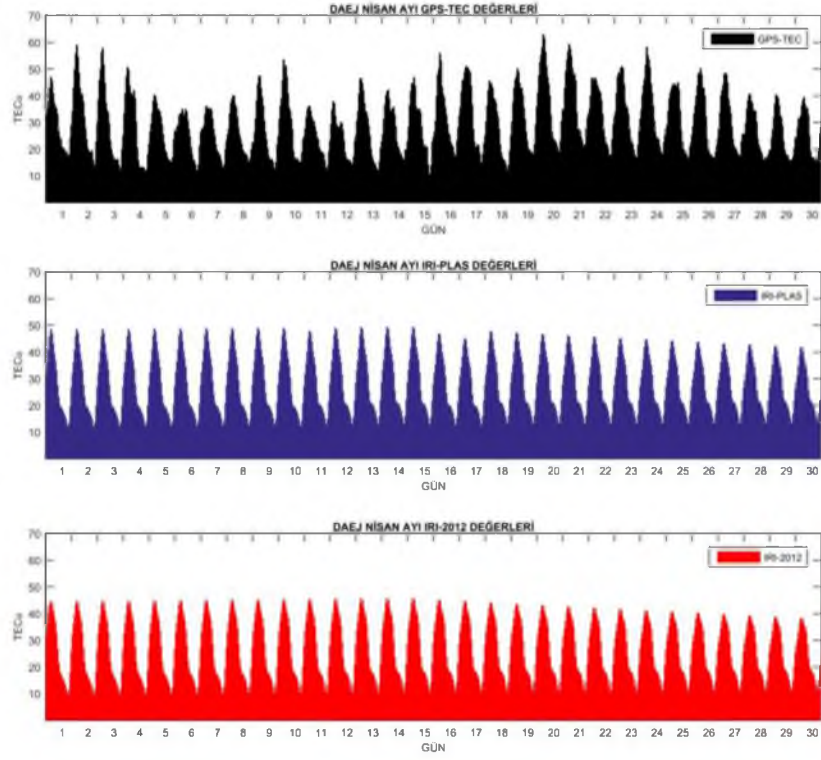 DAEJ NİSAN AYI GPS-TEC DEĞERLERİ
70
60
50
40
30
20
10
TECu
GPS-TEC
1 2 3 4 5 6 7 8 9 10 11 12 13 14 15 16 17 18 19 20 21 22 23 24 25 26 27 28 29 30
GÜN
DAEJ NİSAN AYI IRI-PLAS DEĞERLERİ
70
60
50
40
30
20
10
TECu
IRI-PLAS
1 2 3 4 5 6 7 8 9 10 11 12 13 14 15 16 17 18 19 20 21 22 23 24 25 26 27 28 29 30
GÜN
DAEJ NİSAN AYI IRI-2012 DEĞERLERİ
70
60
50
40
30
20
10
TECu
IRI-2012
1 2 3 4 5 6 7 8 9 10 11 12 13 14 15 16 17 18 19 20 21 22 23 24 25 26 27 28 29 30
GÜN